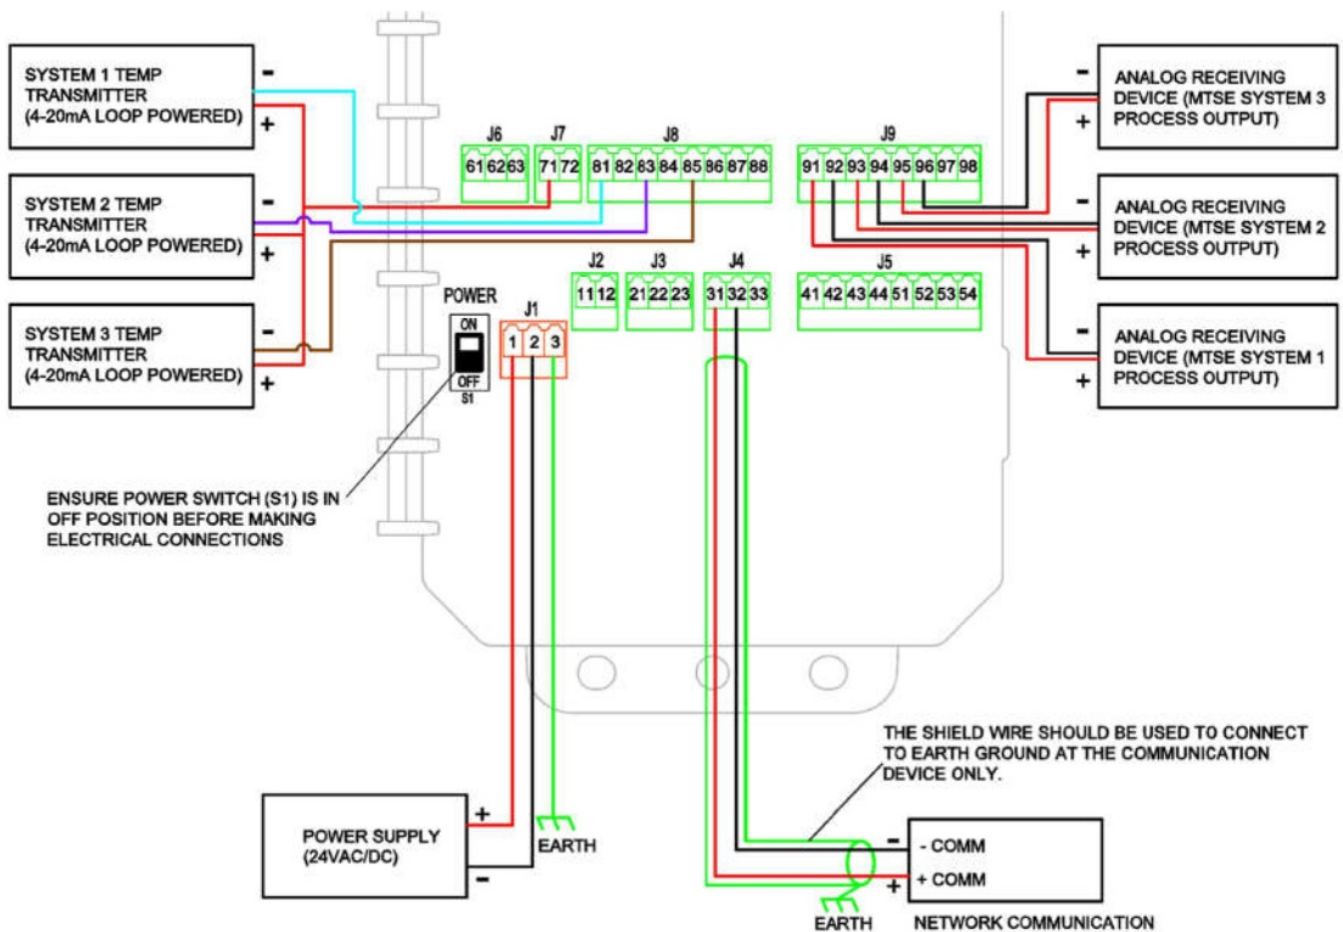 SYSTEM 1 TEMP
TRANSMITTER
(4-20mA LOOP POWERED)
-
+
SYSTEM 2 TEMP
TRANSMITTER
(4-20mA LOOP POWERED)
-
+
SYSTEM 3 TEMP
TRANSMITTER
(4-20mA LOOP POWERED)
-
+
J6
61 62 63
J7
71 72
J8
81 82 83 84 85 86 87 88
J9
91 92 93 94 95 96 97 98
-
+
ANALOG RECEIVING
DEVICE (MTSE SYSTEM 3
PROCESS OUTPUT)
-
+
ANALOG RECEIVING
DEVICE (MTSE SYSTEM 2
PROCESS OUTPUT)
-
+
ANALOG RECEIVING
DEVICE (MTSE SYSTEM 1
PROCESS OUTPUT)
J2
11 12
J3
21 22 23
J4
31 32 33
J5
41 42 43 44 51 52 53 54
POWER
ON
OFF
S1
J1
1 2 3
ENSURE POWER SWITCH (S1) IS IN
OFF POSITION BEFORE MAKING
ELECTRICAL CONNECTIONS
THE SHIELD WIRE SHOULD BE USED TO CONNECT
TO EARTH GROUND AT THE COMMUNICATION
DEVICE ONLY.
POWER SUPPLY
(24VAC/DC)
+
-
EARTH
-
+
- COMM
+ COMM
EARTH
NETWORK COMMUNICATION